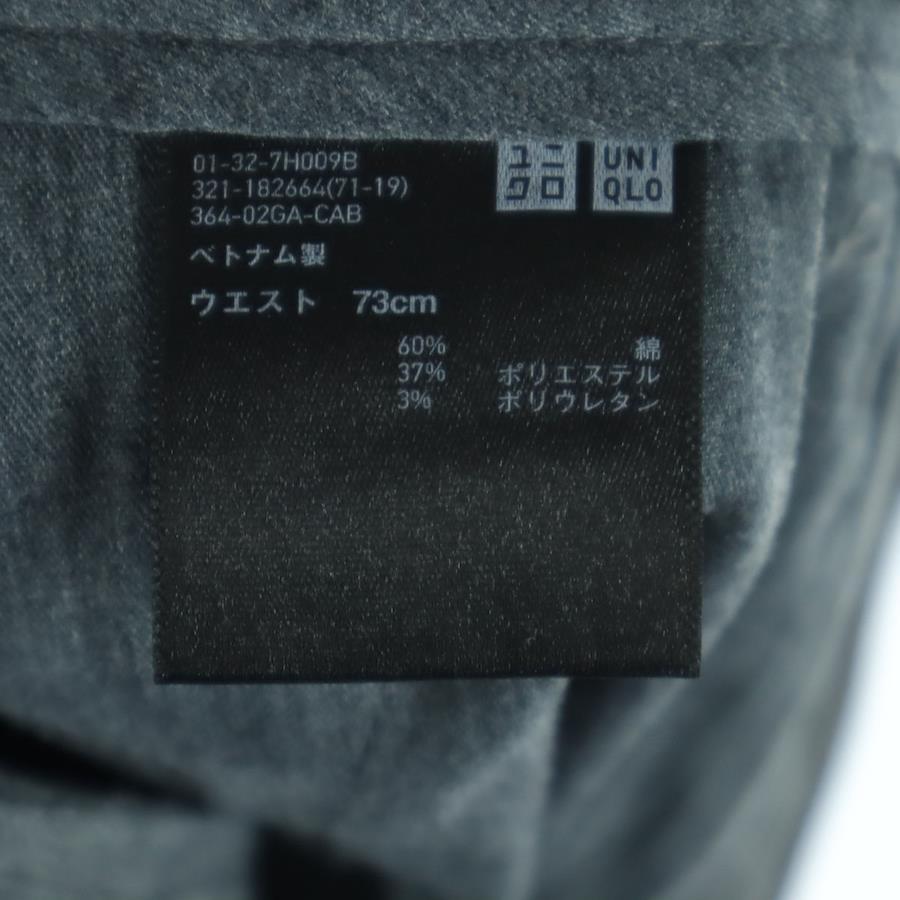 01-32-7H009B
321-182664(71-19)
364-02GA-CAB
ユニ
クロ
UNI
QLO
ベトナム製
ウエスト 73cm
60% 綿
37% ポリエステル
3% ポリウレタン